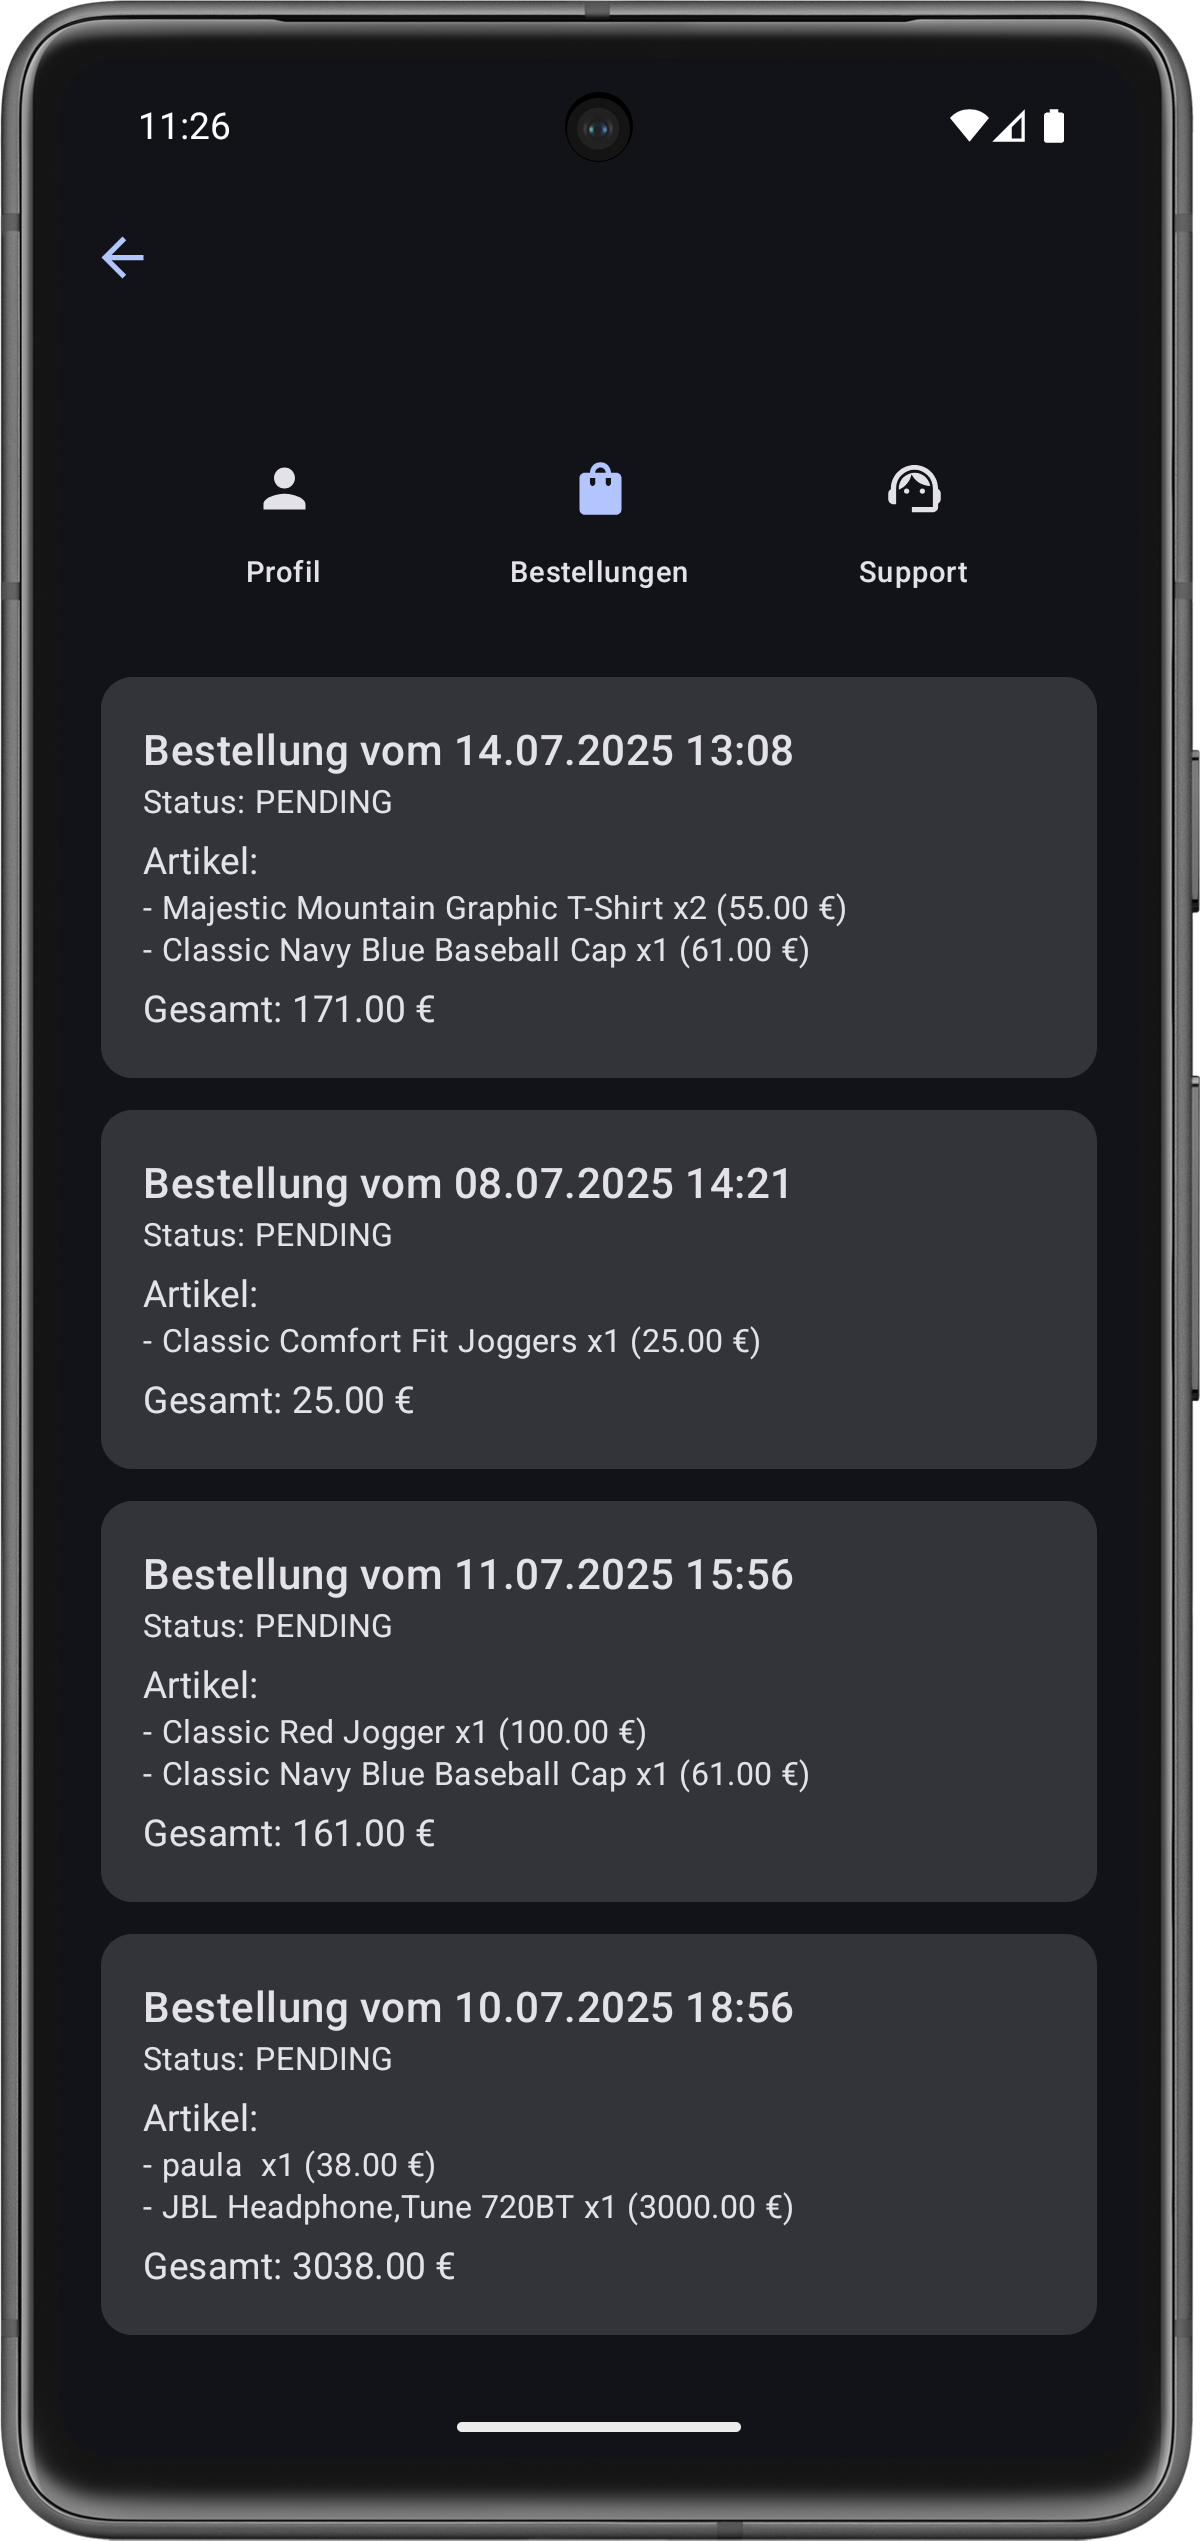 11:26
Profil
Bestellungen
Support
Bestellung vom 14.07.2025 13:08
Status: PENDING
Artikel:
- Majestic Mountain Graphic T-Shirt x2 (55.00 €)
- Classic Navy Blue Baseball Cap x1 (61.00 €)
Gesamt: 171.00 €
Bestellung vom 08.07.2025 14:21
Status: PENDING
Artikel:
- Classic Comfort Fit Joggers x1 (25.00 €)
Gesamt: 25.00 €
Bestellung vom 11.07.2025 15:56
Status: PENDING
Artikel:
- Classic Red Jogger x1 (100.00 €)
- Classic Navy Blue Baseball Cap x1 (61.00 €)
Gesamt: 161.00 €
Bestellung vom 10.07.2025 18:56
Status: PENDING
Artikel:
- paula  x1 (38.00 €)
- JBL Headphone,Tune 720BT x1 (3000.00 €)
Gesamt: 3038.00 €